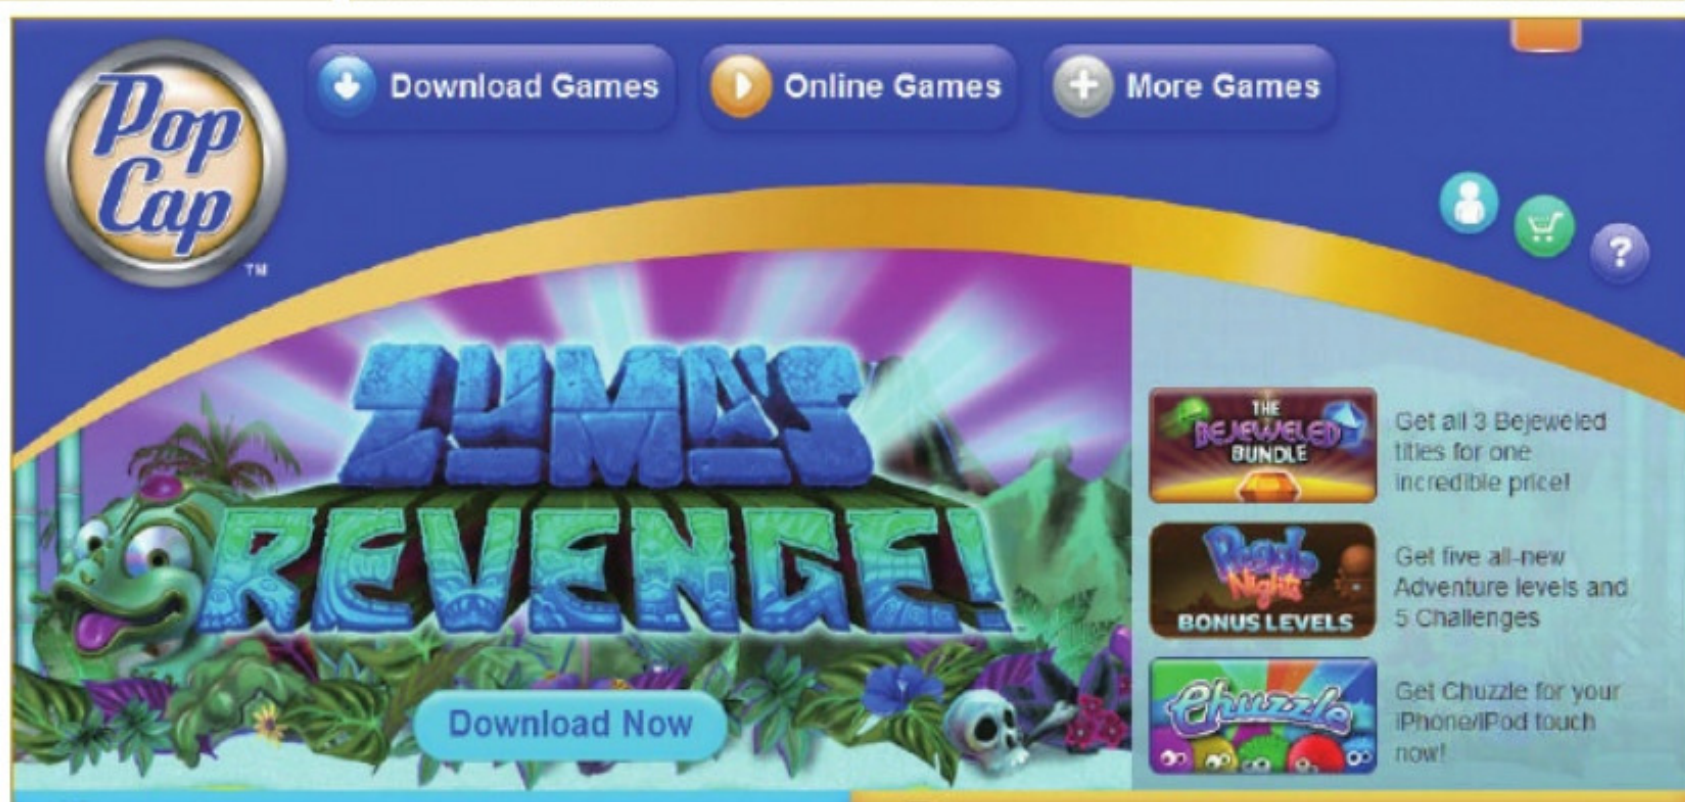 Pop
Cap
TM
Download Games
Online Games
More Games
?
ZUMA'S
REVENGE!
Download Now
THE
BEJEWELED
BUNDLE
Get all 3 Bejeweled
titles for one
incredible price!
Peggle
Nights
BONUS LEVELS
Get five all-new
Adventure levels and
5 Challenges
Chuzzle
Get Chuzzle for your
iPhone/iPod touch
now!